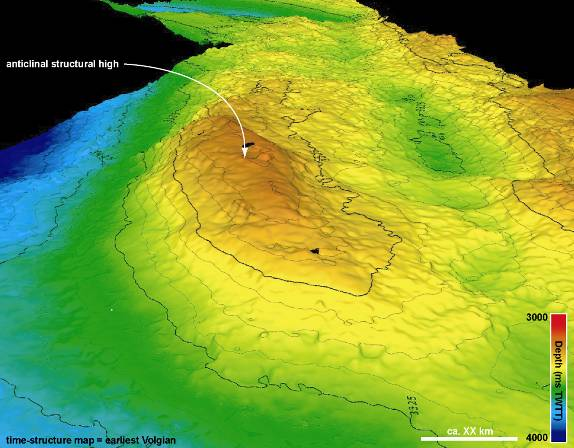 anticlinal structural high
3000
Depth (ms TWTT)
4000
ca. XX km
time-structure map = earliest Volgian